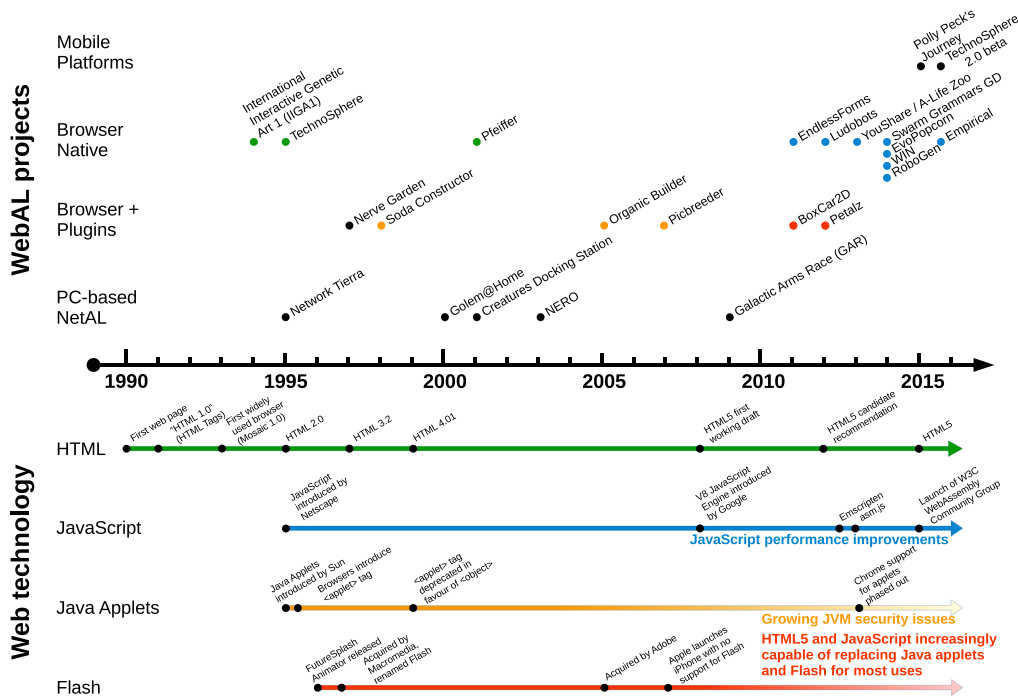 WebAL projects
Mobile
Platforms
Polly Peck's
Journey
TechnoSphere
2.0 beta
Browser
Native
International
Interactive Genetic
Art 1 (IIGA1)
TechnoSphere
Pfeiffer
EndlessForms
Ludobots
YouShare / A-Life Zoo
Swarm Grammars GD
EvoPopcorn
WIN
RoboGen
Empirical
Browser +
Plugins
Nerve Garden
Soda Constructor
Organic Builder
Picbreeder
BoxCar2D
Petalz
PC-based
NetAL
Network Tierra
Golem@Home
Creatures Docking Station
NERO
Galactic Arms Race (GAR)
1990
1995
2000
2005
2010
2015
Web technology
HTML
First web page
"HTML 1.0"
(HTML Tags)
First widely
used browser
(Mosaic 1.0)
HTML 2.0
HTML 3.2
HTML 4.01
HTML5 first
working draft
HTML5 candidate
recommendation
HTML5
JavaScript
JavaScript
introduced by
Netscape
V8 JavaScript
Engine introduced
by Google
Emscripten
asm.js
Launch of W3C
WebAssembly
Community Group
JavaScript performance improvements
Java Applets
Java Applets
introduced by Sun
Browsers introduce
<applet> tag
<applet> tag
deprecated in
favour of <object>
Chrome support
for applets
phased out
Growing JVM security issues
HTML5 and JavaScript increasingly
capable of replacing Java applets
and Flash for most uses
Flash
FutureSplash
Animator released
Acquired by
Macromedia,
renamed Flash
Acquired by Adobe
Apple launches
iPhone with no
support for Flash